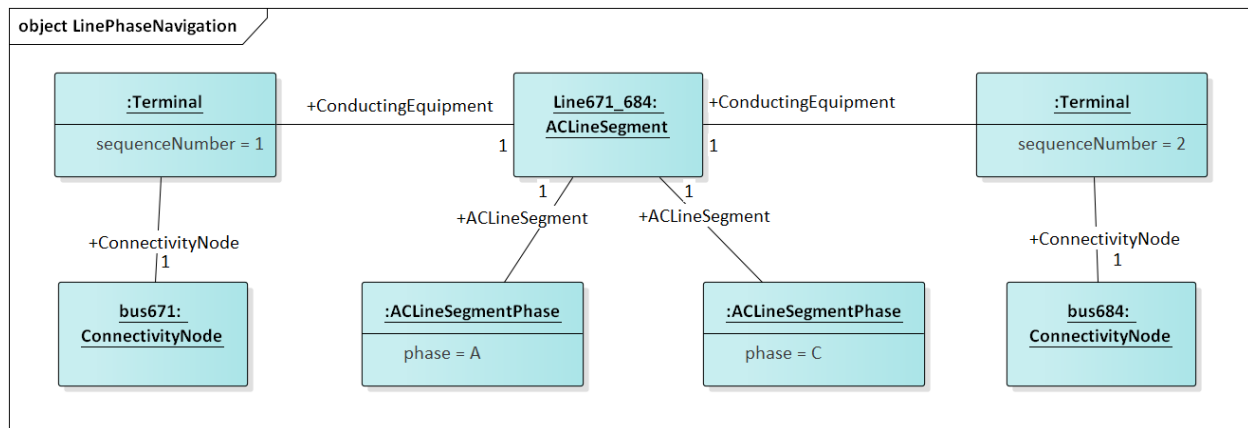 object LinePhaseNavigation
:Terminal
sequenceNumber = 1
+ConductingEquipment
1
Line671_684:
ACLineSegment
+ConductingEquipment
1
:Terminal
sequenceNumber = 2
1
+ACLineSegment
1
+ACLineSegment
+ConnectivityNode
1
+ConnectivityNode
1
bus671:
ConnectivityNode
:ACLineSegmentPhase
phase = A
:ACLineSegmentPhase
phase = C
bus684:
ConnectivityNode